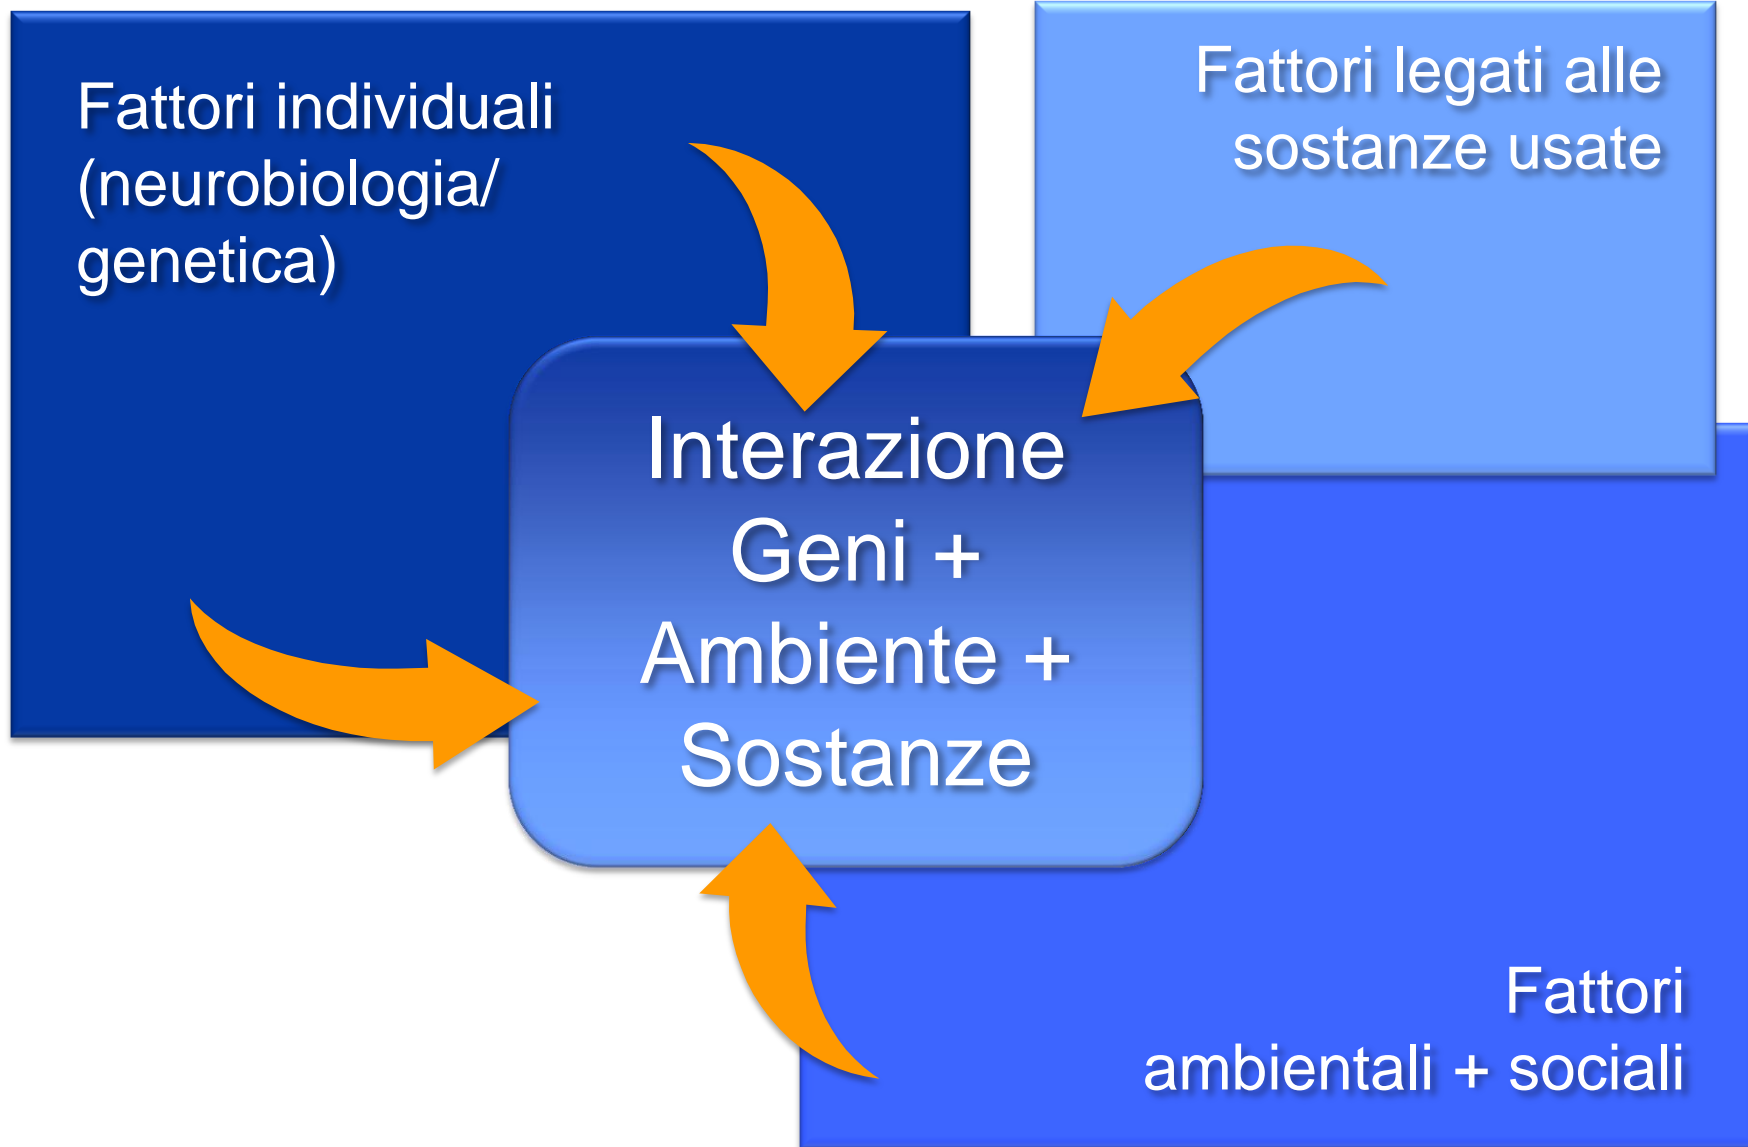 Fattori individuali
(neurobiologia/
genetica)
Fattori legati alle
sostanze usate
Interazione
Geni +
Ambiente +
Sostanze
Fattori
ambientali + sociali